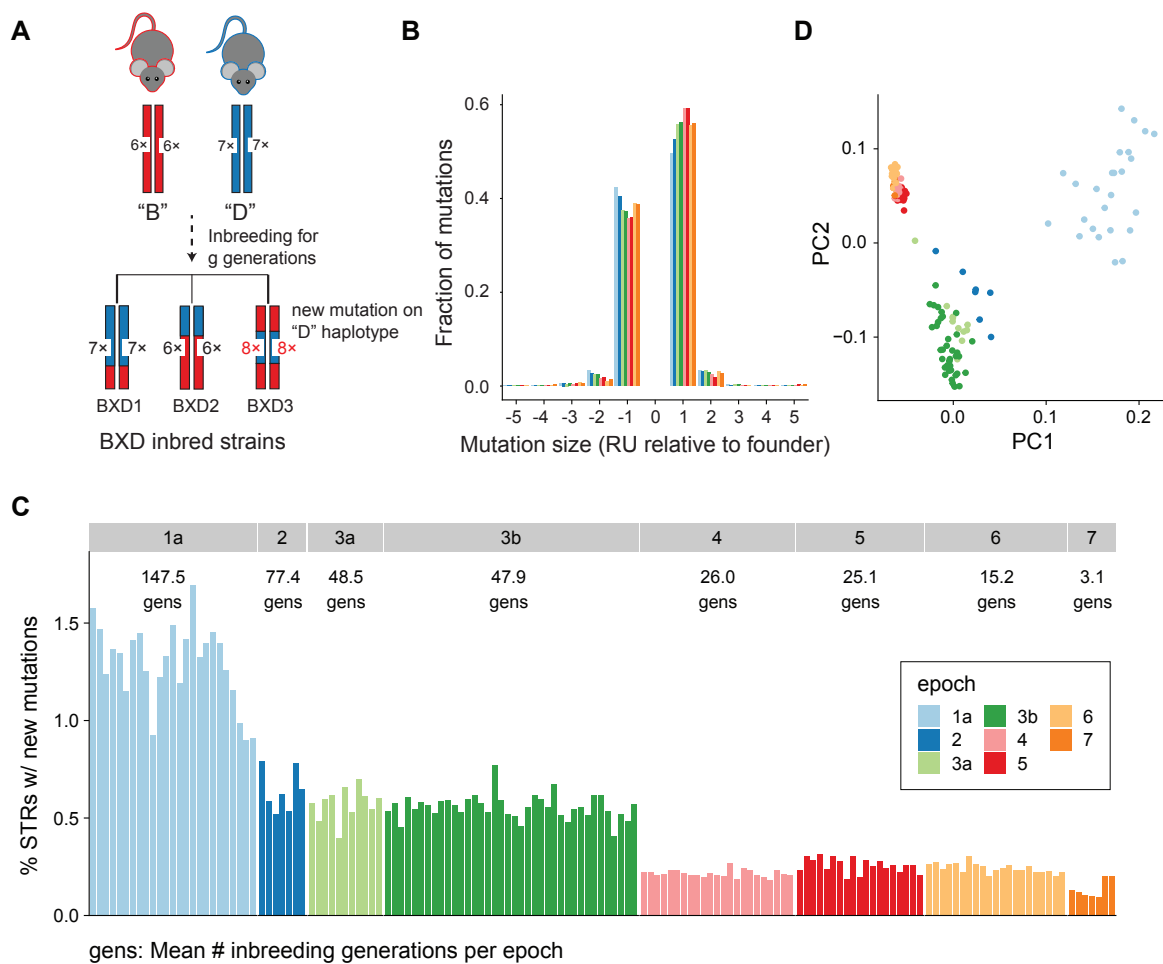 A
6×
6×
7×
7×
“B”
“D”
Inbreeding for
g generations
new mutation on
“D” haplotype
7×
7×
6×
6×
8×
8×
BXD1
BXD2
BXD3
BXD inbred strains
B
Fraction of mutations
0.6
0.4
0.2
0.0
-5
-4
-3
-2
-1
0
1
2
3
4
5
Mutation size (RU relative to founder)
D
PC2
0.1
0.0
−0.1
0.0
0.1
0.2
PC1
C
1a
2
3a
3b
4
5
6
7
147.5
gens
77.4
gens
48.5
gens
47.9
gens
26.0
gens
25.1
gens
15.2
gens
3.1
gens
% STRs w/ new mutations
1.5
1.0
0.5
0.0
epoch
1a
2
3a
3b
4
5
6
7
gens: Mean # inbreeding generations per epoch